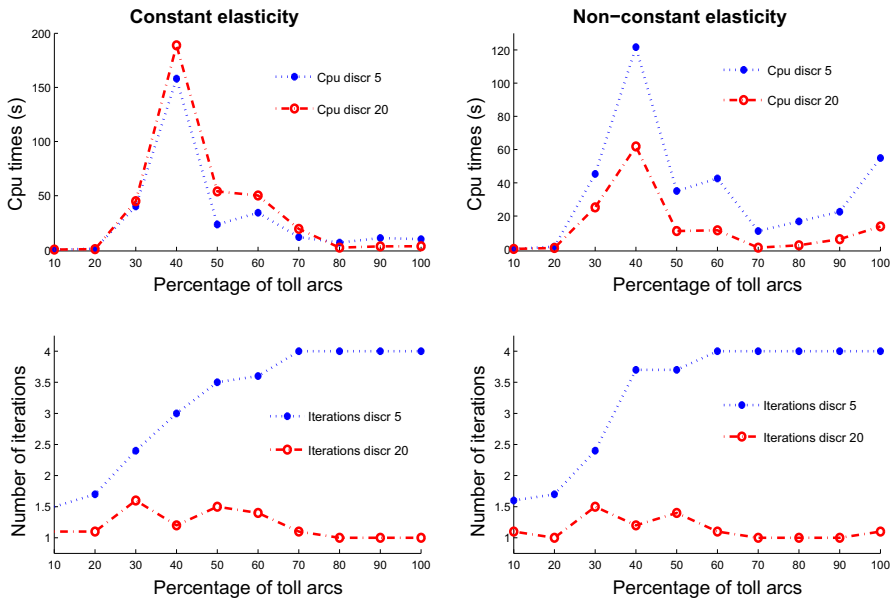 Constant elasticity
200
150
100
50
0
Cpu times (s)
Cpu discr 5
Cpu discr 20
10 20 30 40 50 60 70 80 90 100
Percentage of toll arcs
Non−constant elasticity
120
100
80
60
40
20
0
Cpu times (s)
Cpu discr 5
Cpu discr 20
10 20 30 40 50 60 70 80 90 100
Percentage of toll arcs
4
3.5
3
2.5
2
1.5
1
Number of iterations
Iterations discr 5
Iterations discr 20
10 20 30 40 50 60 70 80 90 100
Percentage of toll arcs
4
3.5
3
2.5
2
1.5
1
Number of iterations
Iterations discr 5
Iterations discr 20
10 20 30 40 50 60 70 80 90 100
Percentage of toll arcs